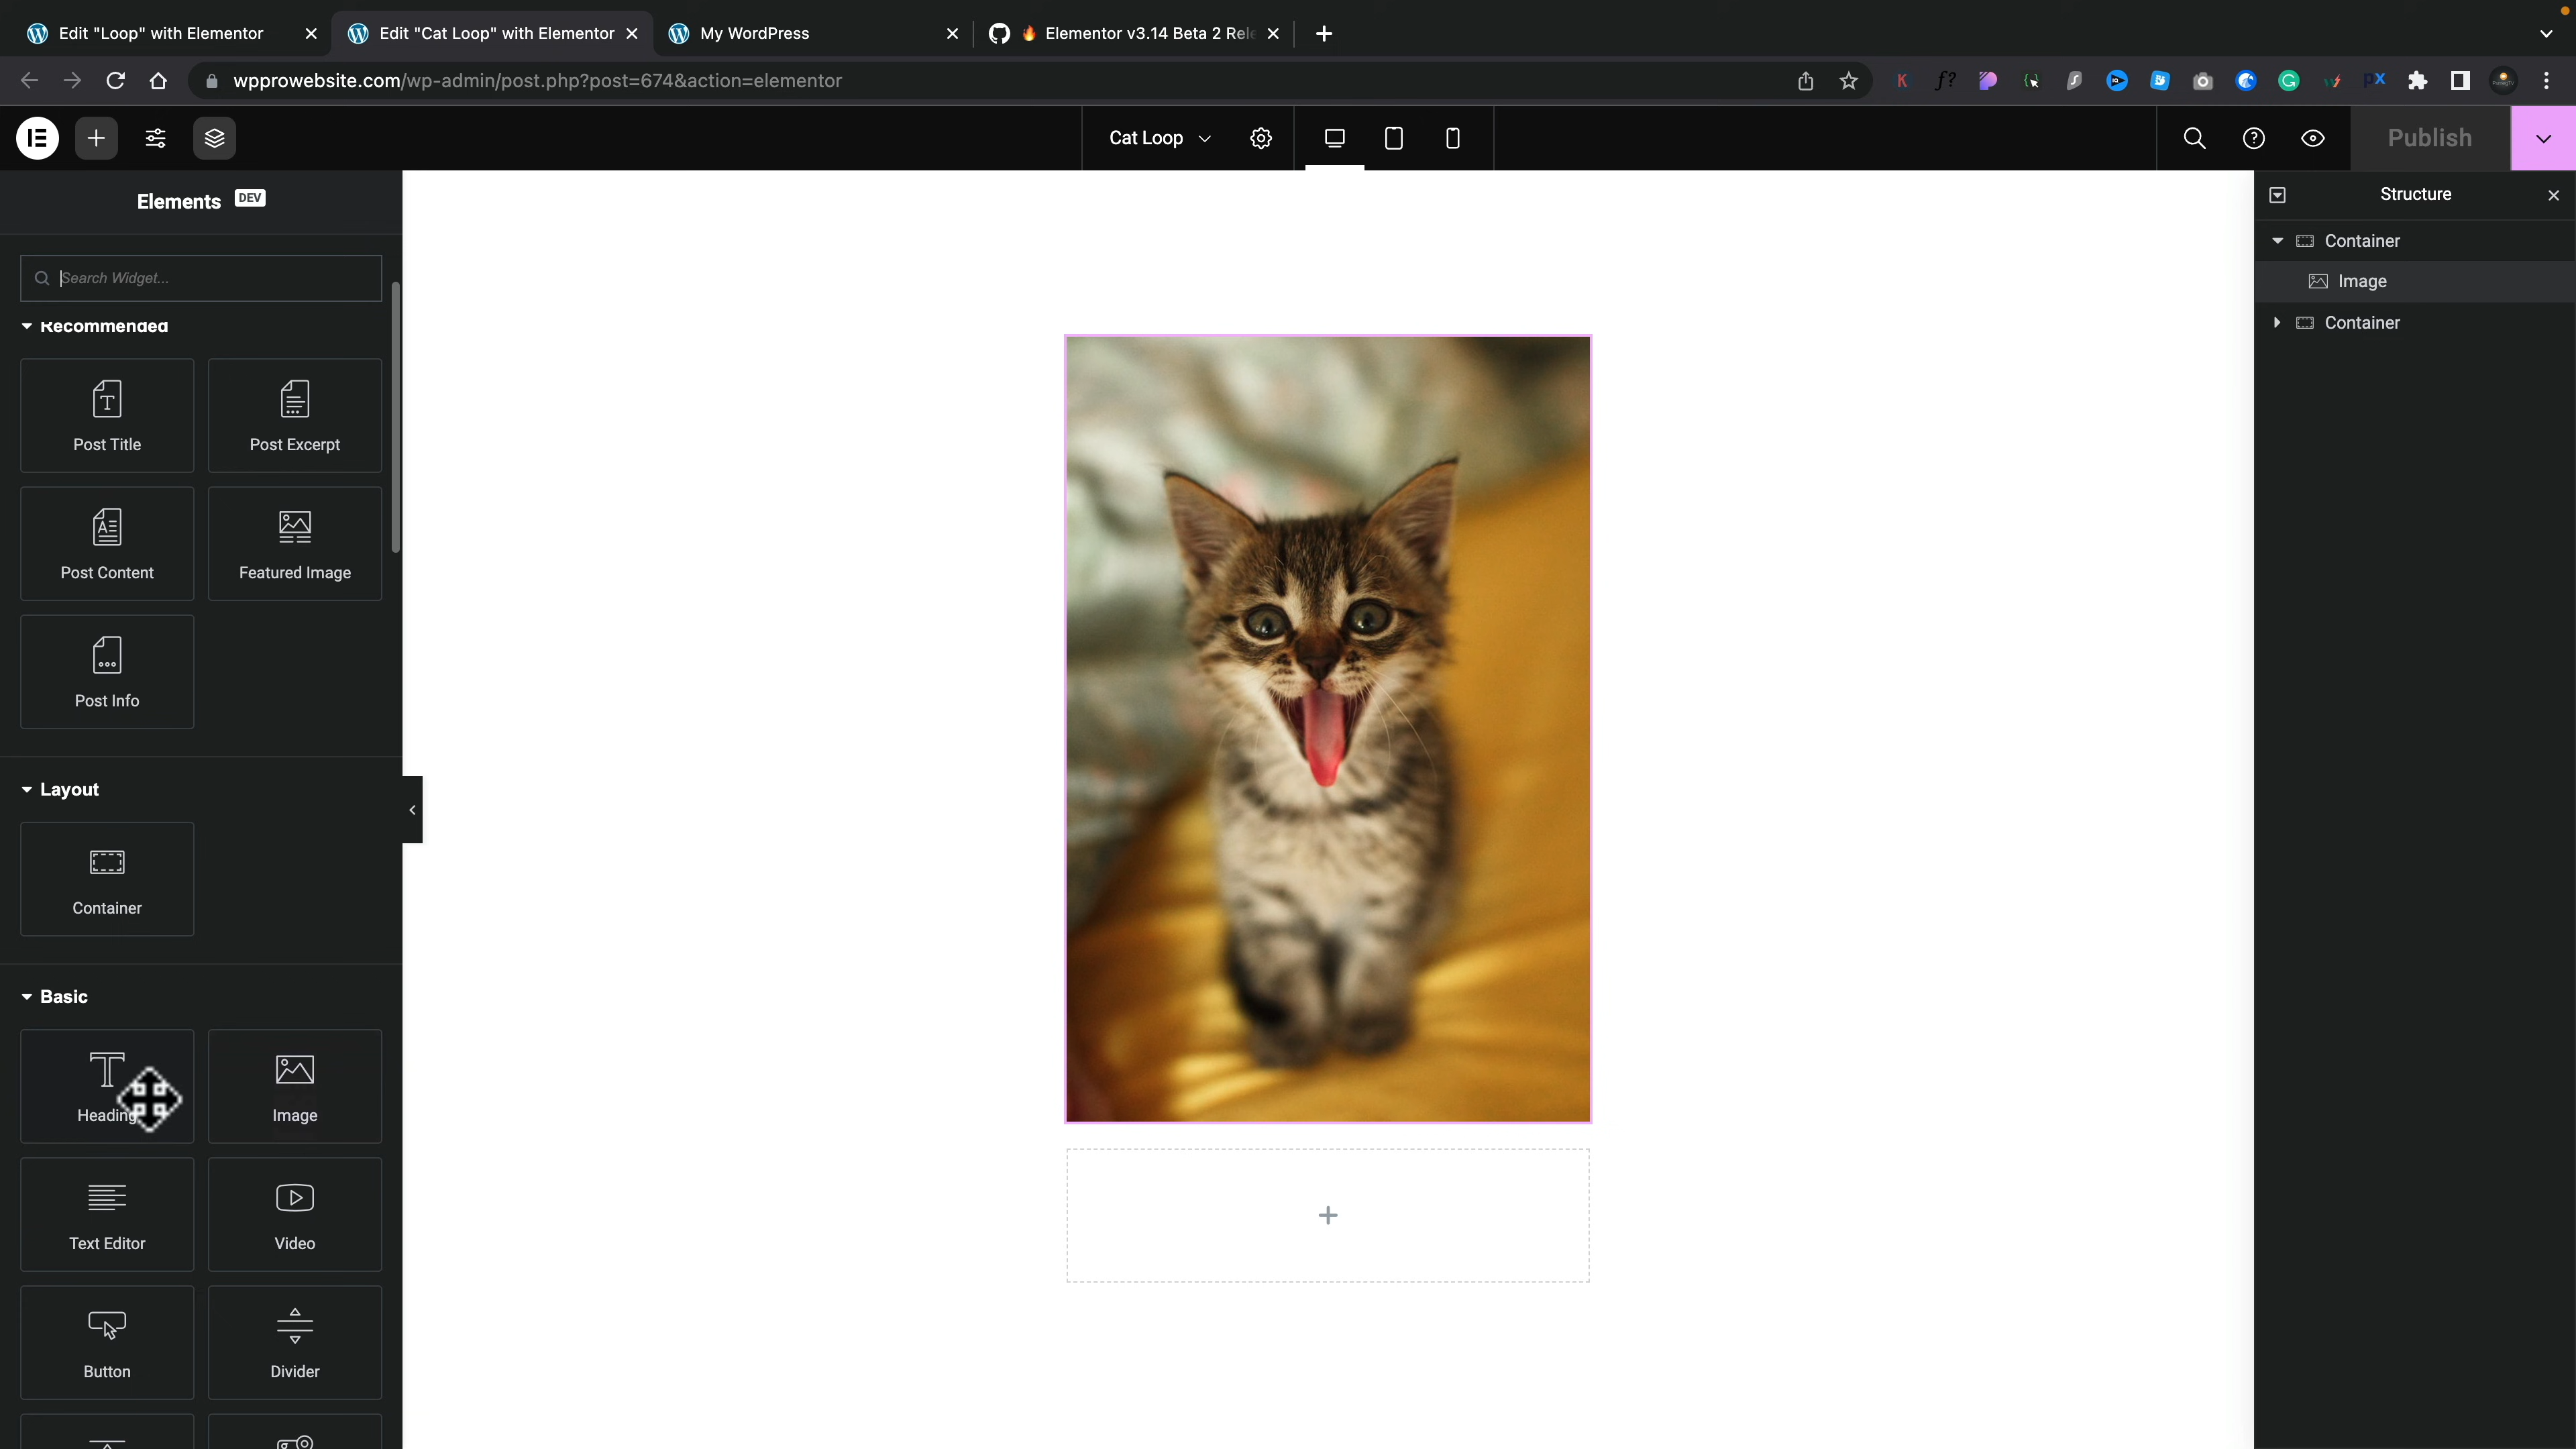 Edit "Loop" with Elementor
Edit "Cat Loop" with Elementor
My WordPress
Elementor v3.14 Beta 2 Rele
wpprowebsite.com/wp-admin/post.php?post=674&action=elementor
Cat Loop
Publish
Elements DEV
Search Widget...
Recommended
Post Title
Post Excerpt
Post Content
Featured Image
Post Info
Layout
Container
Basic
Heading
Image
Text Editor
Video
Button
Divider
Structure
Container
Image
Container